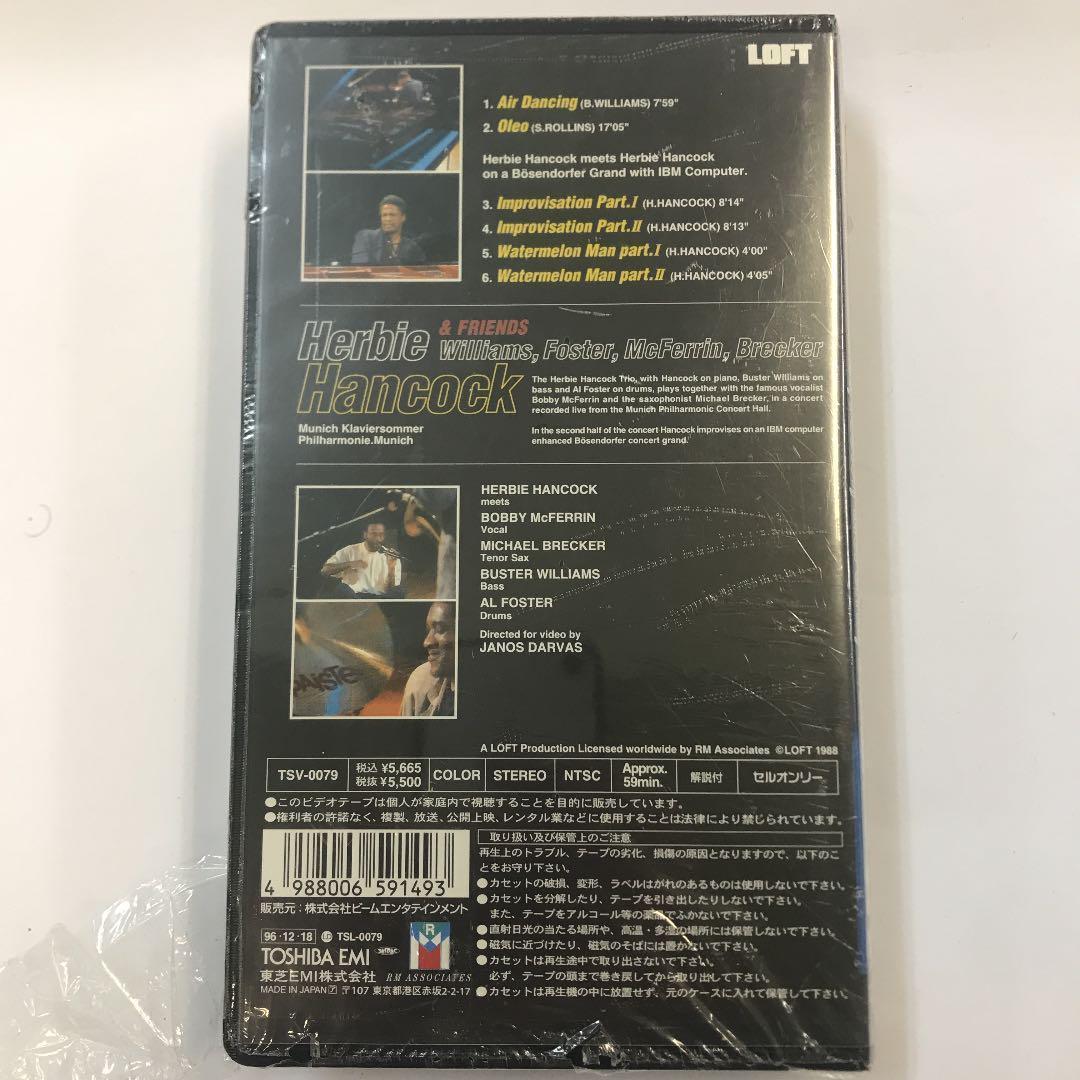 LOFT
1. Air Dancing (B.WILLIAMS) 7'59"
2. Oleo (S.ROLLINS) 17'05"
Herbie Hancock meets Herbie Hancock
on a Bösendorfer Grand with IBM Computer.
3. Improvisation Part.I (H.HANCOCK) 8'14"
4. Improvisation Part.II (H.HANCOCK) 8'13"
5. Watermelon Man part.I (H.HANCOCK) 4'00"
6. Watermelon Man part.II (H.HANCOCK) 4'05"
Herbie & FRIENDS
Williams, Foster, McFerrin, Brecker
Hancock
The Herbie Hancock Trio, with Hancock on piano, Buster Williams on
bass and Al Foster on drums, plays together with the famous vocalist
Bobby McFerrin and the saxophonist Michael Brecker, in a concert
recorded live from the Munich Philharmonic Concert Hall.
In the second half of the concert Hancock improvises on an IBM computer
enhanced Bösendorfer concert grand.
Munich Klaviersommer
Philharmonie.Munich
HERBIE HANCOCK
meets
BOBBY McFERRIN
Vocal
MICHAEL BRECKER
Tenor Sax
BUSTER WILLIAMS
Bass
AL FOSTER
Drums
Directed for video by
JANOS DARVAS
PAISTE
A LOFT Production Licensed worldwide by RM Associates ©LOFT 1988
TSV-0079 税込 ¥5,665 税抜 ¥5,500 COLOR STEREO NTSC Approx. 59min. 解説付 セルオンリー
●このビデオテープは個人が家庭内で視聴することを目的に販売しています。
●権利者の許諾なく、複製、放送、公開上映、レンタル業などに使用することは法律により禁じられています。
4 988006 591493
販売元：株式会社ビームエンタテインメント
96・12・18 TSL-0079
TOSHIBA EMI
東芝EMI株式会社
MADE IN JAPAN 〒107 東京都港区赤坂2-2-17
R M
RM ASSOCIATES
取り扱い及び保管上のご注意
再生上のトラブル、テープの劣化、損傷の原因となりますので、以下のこ
とをお守り下さい。
●カセットの破損、変形、ラベルはがれのあるものは使用しないで下さい。
●カセットを分解したり、テープを引き出したりしないで下さい。
また、テープをアルコール等の薬品でふかないで下さい。
●直射日光の当たる場所や、高温・多湿の場所には保管しないで下さい。
●磁気に近づけたり、磁気のそばには置かないで下さい。
●カセットは再生途中で取り出さないで下さい。
必ず、テープの頭まで巻き戻してから取り出して下さい。
●カセットは再生機の中に放置せず、元のケースに入れて保管して下さい。